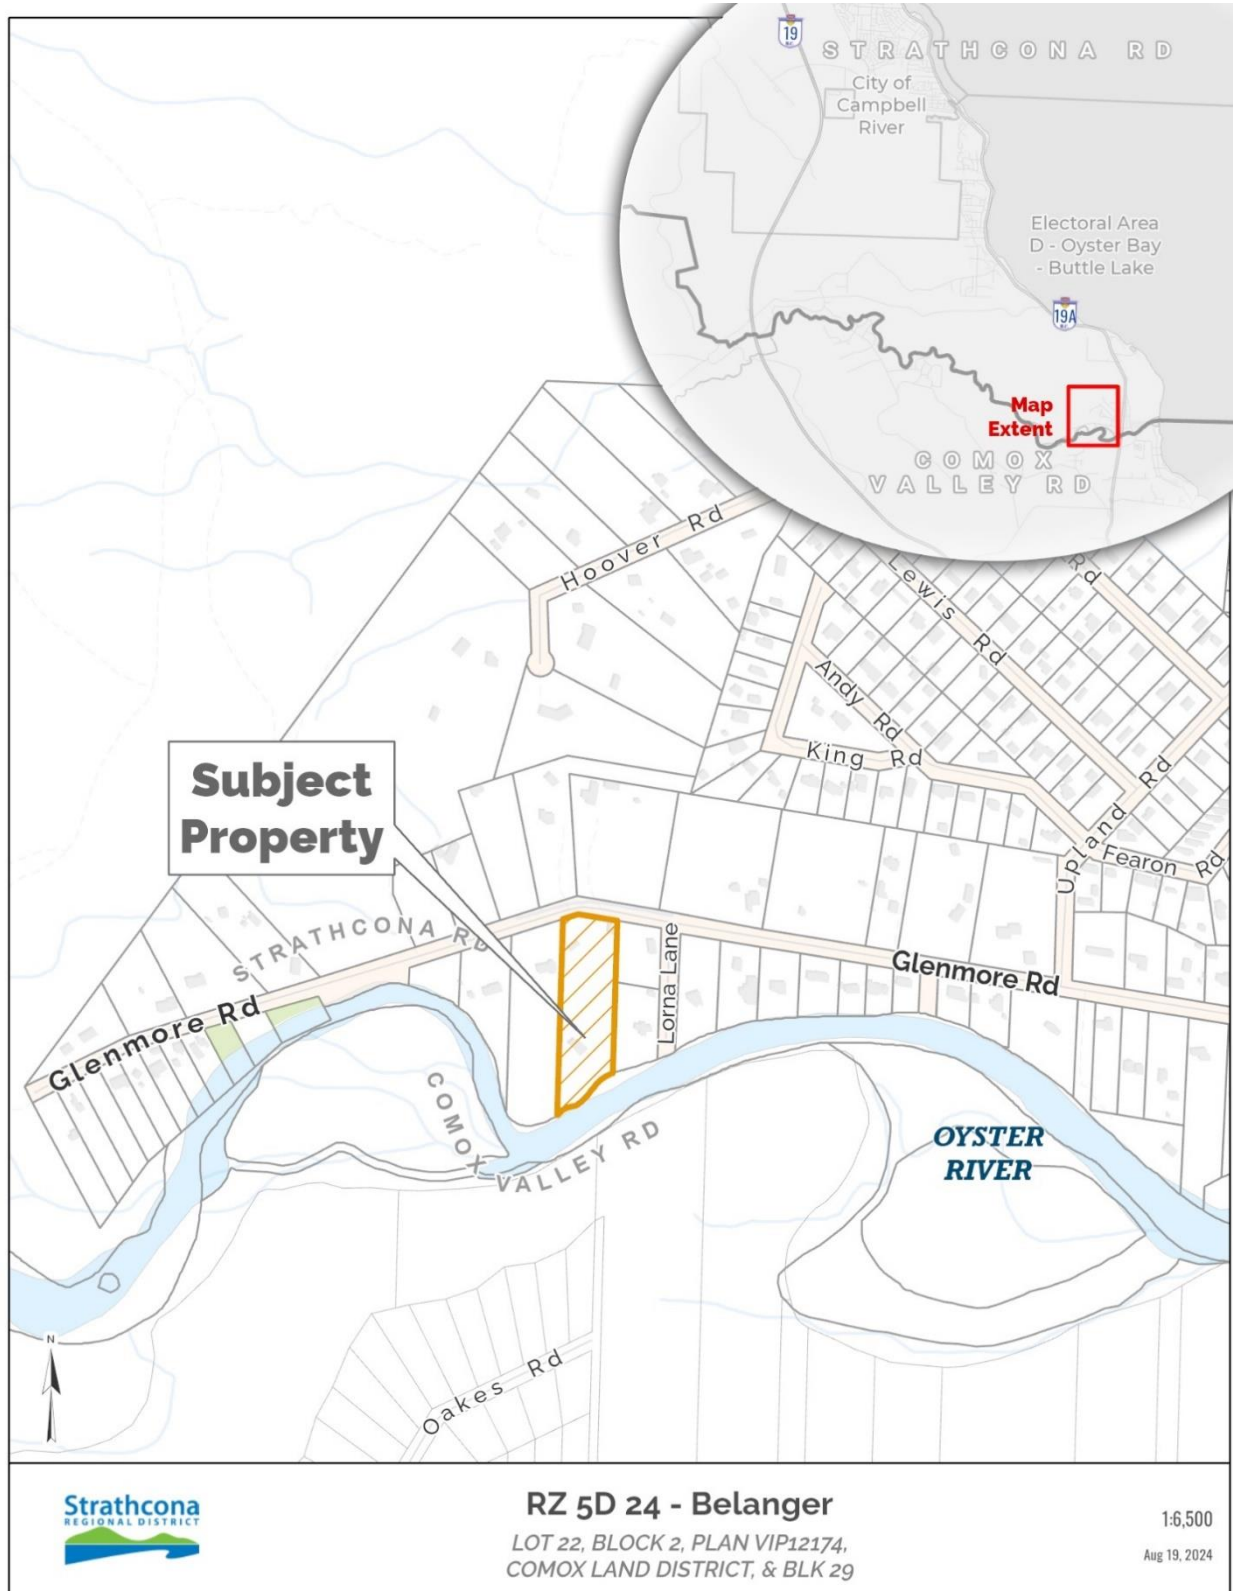 19
STRATHCONA RD
City of
Campbell
River
Electoral Area
D - Oyster Bay
- Buttle Lake
19A
Map
Extent
COMOX
VALLEY RD
Hoover Rd
Lewis Rd
Rd
Andy Rd
King Rd
Upland Rd
Fearon Rd
Subject
Property
STRATHCONA RD
Glenmore Rd
Lorna Lane
Glenmore Rd
COMOX
VALLEY RD
OYSTER
RIVER
Oakes Rd
N
Strathcona
REGIONAL DISTRICT
RZ 5D 24 - Belanger
LOT 22, BLOCK 2, PLAN VIP12174,
COMOX LAND DISTRICT, & BLK 29
1:6,500
Aug 19, 2024